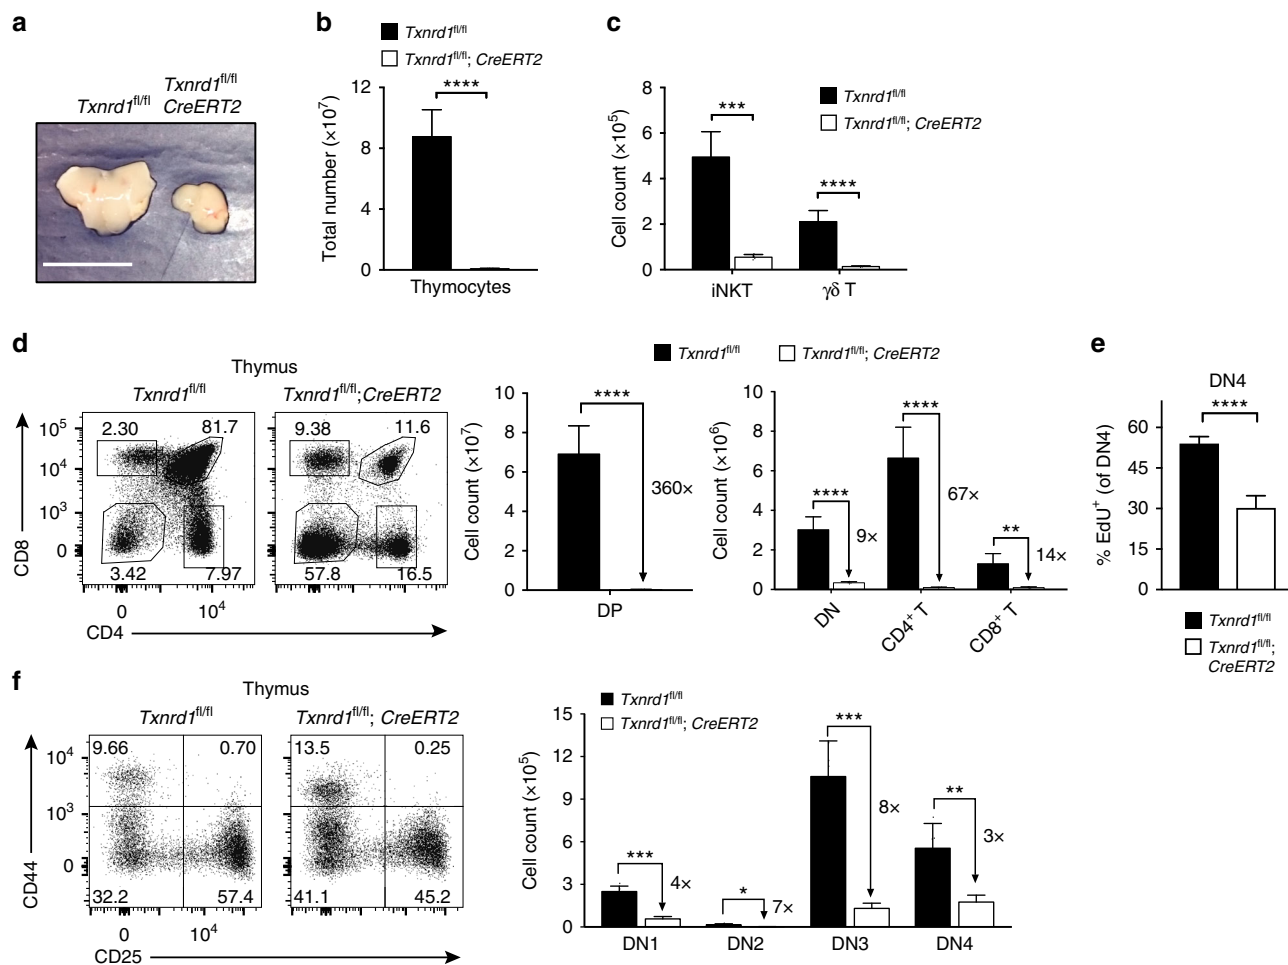 a
Txnrd1fl/fl
Txnrd1fl/fl
CreERT2
b
Txnrd1fl/fl
Txnrd1fl/fl; CreERT2
Total number (×10⁷)
12
8
4
0
****
Thymocytes
c
Txnrd1fl/fl
Txnrd1fl/fl; CreERT2
Cell count (×10⁵)
8
6
4
2
0
***
****
iNKT
γδ T
d
Thymus
Txnrd1fl/fl
Txnrd1fl/fl;CreERT2
CD8
10⁵
10⁴
10³
0
2.30
81.7
3.42
7.97
9.38
11.6
57.8
16.5
0
10⁴
CD4
Txnrd1fl/fl
Txnrd1fl/fl; CreERT2
Cell count (×10⁷)
10
8
6
4
2
0
****
360×
DP
Cell count (×10⁶)
10
8
6
4
2
0
****
9×
****
67×
**
14×
DN
CD4⁺ T
CD8⁺ T
e
DN4
****
% EdU⁺ (of DN4)
60
45
30
15
0
Txnrd1fl/fl
Txnrd1fl/fl;
CreERT2
f
Thymus
Txnrd1fl/fl
Txnrd1fl/fl; CreERT2
CD44
10⁴
10³
0
9.66
0.70
32.2
57.4
13.5
0.25
41.1
45.2
0
10⁴
CD25
Txnrd1fl/fl
Txnrd1fl/fl; CreERT2
Cell count (×10⁵)
15
12
9
6
3
0
***
4×
*
7×
***
8×
**
3×
DN1
DN2
DN3
DN4